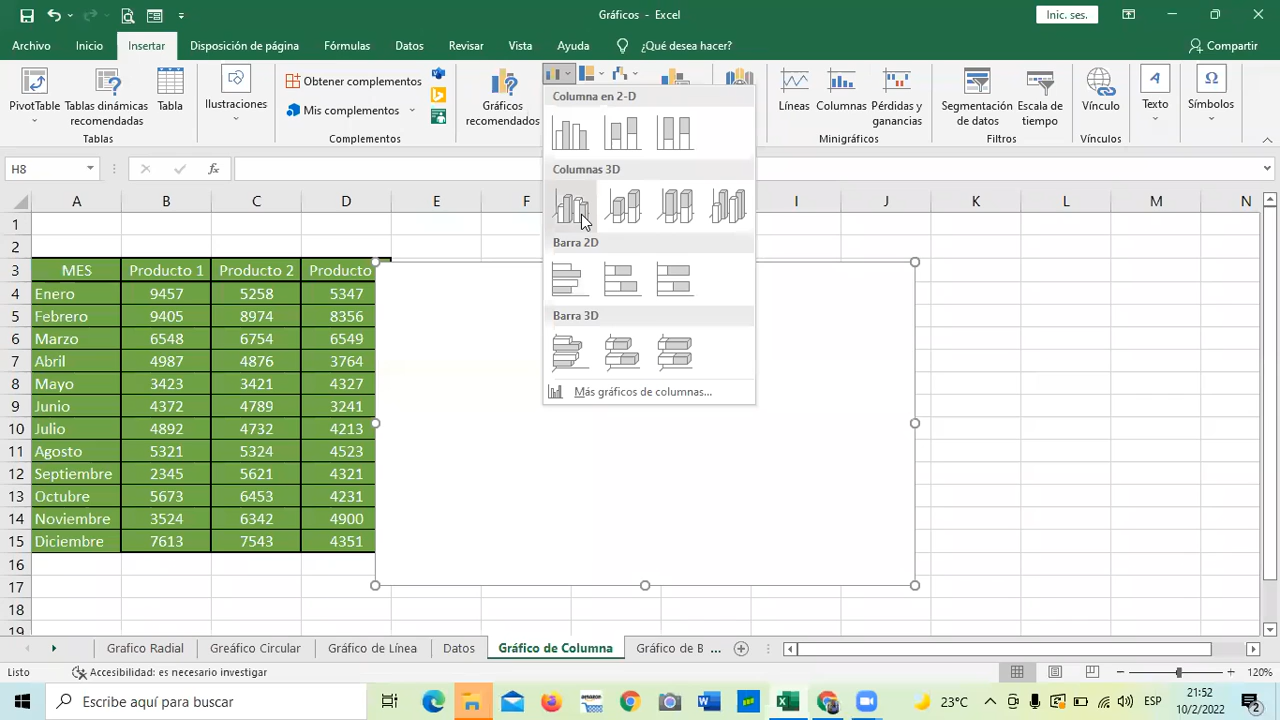 Gráficos - Excel
Inic. ses.
Archivo Inicio Insertar Disposición de página Fórmulas Datos Revisar Vista Ayuda ¿Qué desea hacer? Compartir
PivotTable
Tablas dinámicas
recomendadas
Tabla
Tablas
Ilustraciones
Obtener complementos
Mis complementos
Complementos
Gráficos
recomendados
Líneas
Columnas
Pérdidas y
ganancias
Minigráficos
Segmentación
de datos
Escala de
tiempo
Filtros
Vínculo
Vínculos
Texto
Símbolos
Columna en 2-D
Columnas 3D
Barra 2D
Barra 3D
Más gráficos de columnas...
H8
fx
A B C D E F I J K L M N
1
2
3 MES Producto 1 Producto 2 Producto
4 Enero 9457 5258 5347
5 Febrero 9405 8974 8356
6 Marzo 6548 6754 6549
7 Abril 4987 4876 3764
8 Mayo 3423 3421 4327
9 Junio 4372 4789 3241
10 Julio 4892 4732 4213
11 Agosto 5321 5324 4523
12 Septiembre 2345 5621 4321
13 Octubre 5673 6453 4231
14 Noviembre 3524 6342 4900
15 Diciembre 7613 7543 4351
16
17
18
19
Grafico Radial Greáfico Circular Gráfico de Línea Datos Gráfico de Columna Gráfico de B ...
Listo Accesibilidad: es necesario investigar 120%
Escribe aquí para buscar
23°C
ESP
21:52
10/2/2022
2